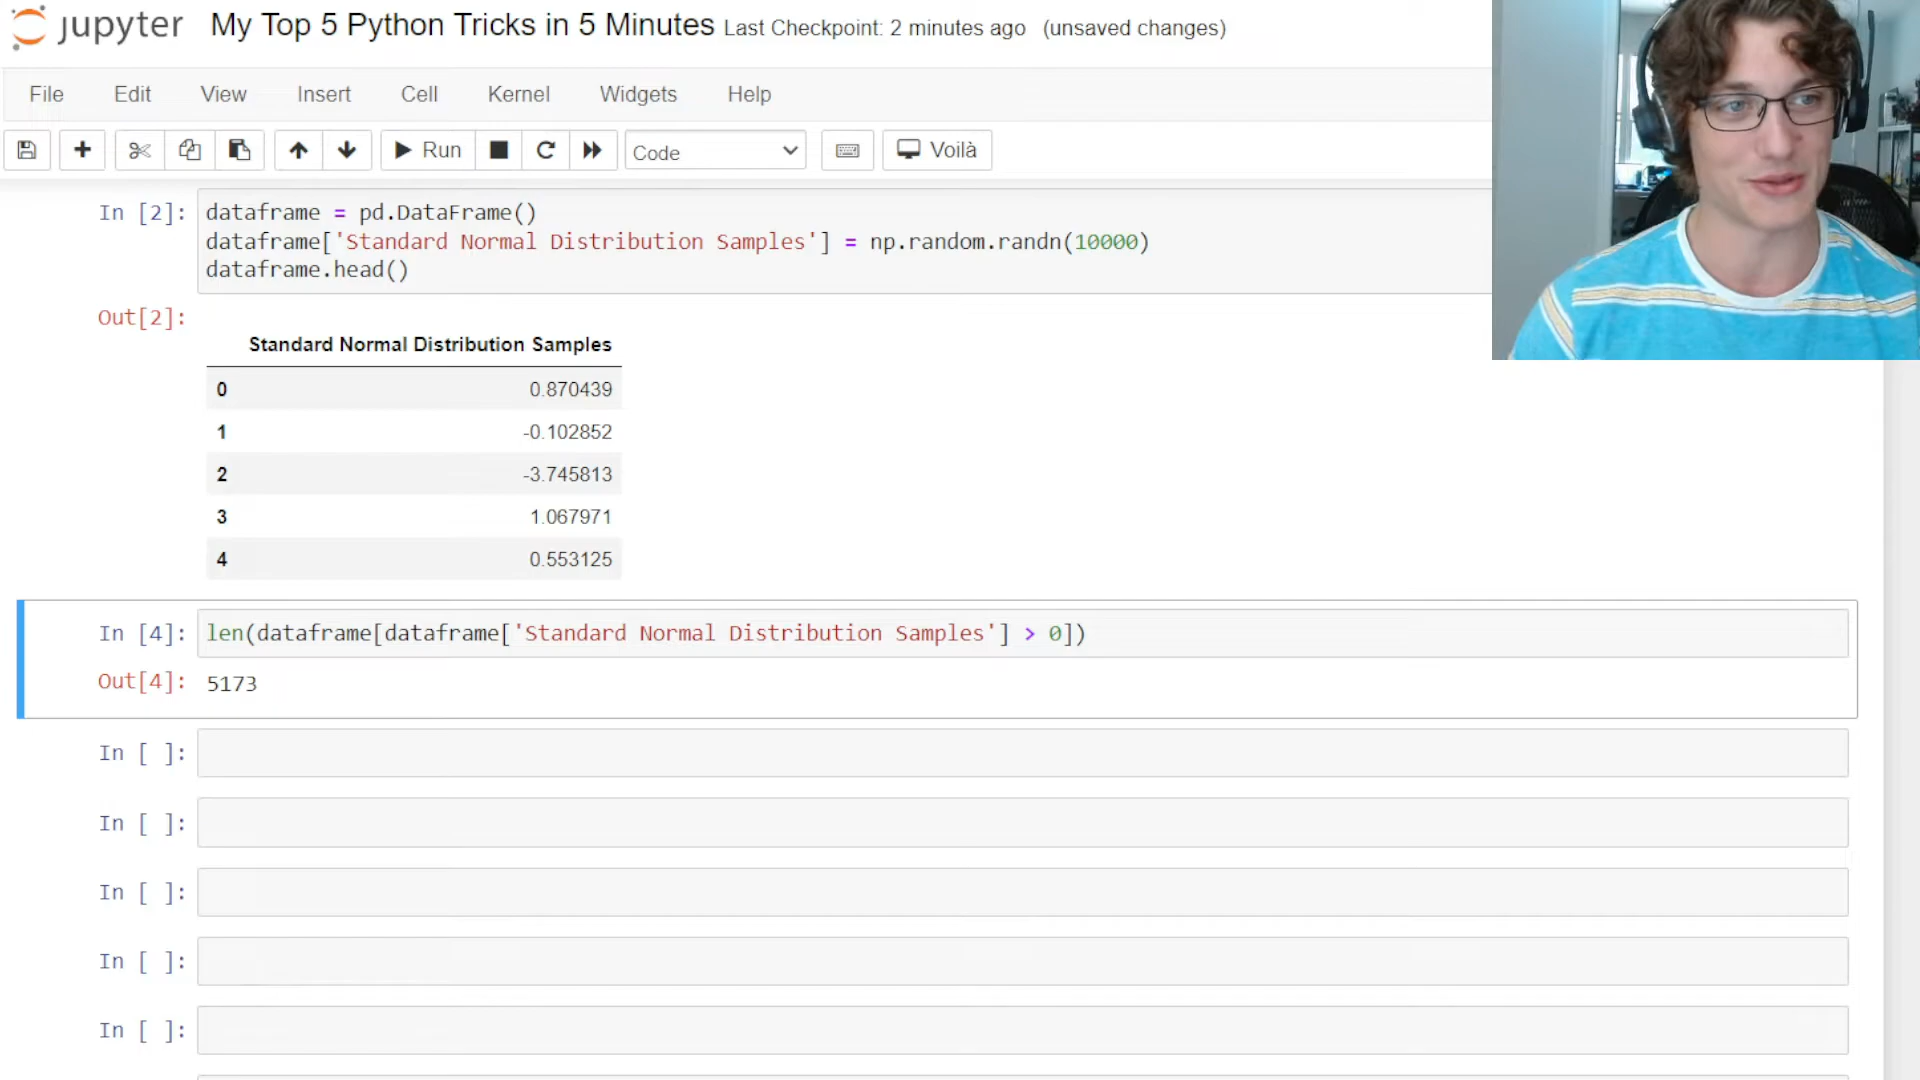 jupyter My Top 5 Python Tricks in 5 Minutes Last Checkpoint: 2 minutes ago (unsaved changes)
File Edit View Insert Cell Kernel Widgets Help
Run Code Voilà
In [2]: dataframe = pd.DataFrame()
dataframe['Standard Normal Distribution Samples'] = np.random.randn(10000)
dataframe.head()
Out[2]:
Standard Normal Distribution Samples
0 0.870439
1 -0.102852
2 -3.745813
3 1.067971
4 0.553125
In [4]: len(dataframe[dataframe['Standard Normal Distribution Samples'] > 0])
Out[4]: 5173
In [ ]:
In [ ]:
In [ ]:
In [ ]:
In [ ]: